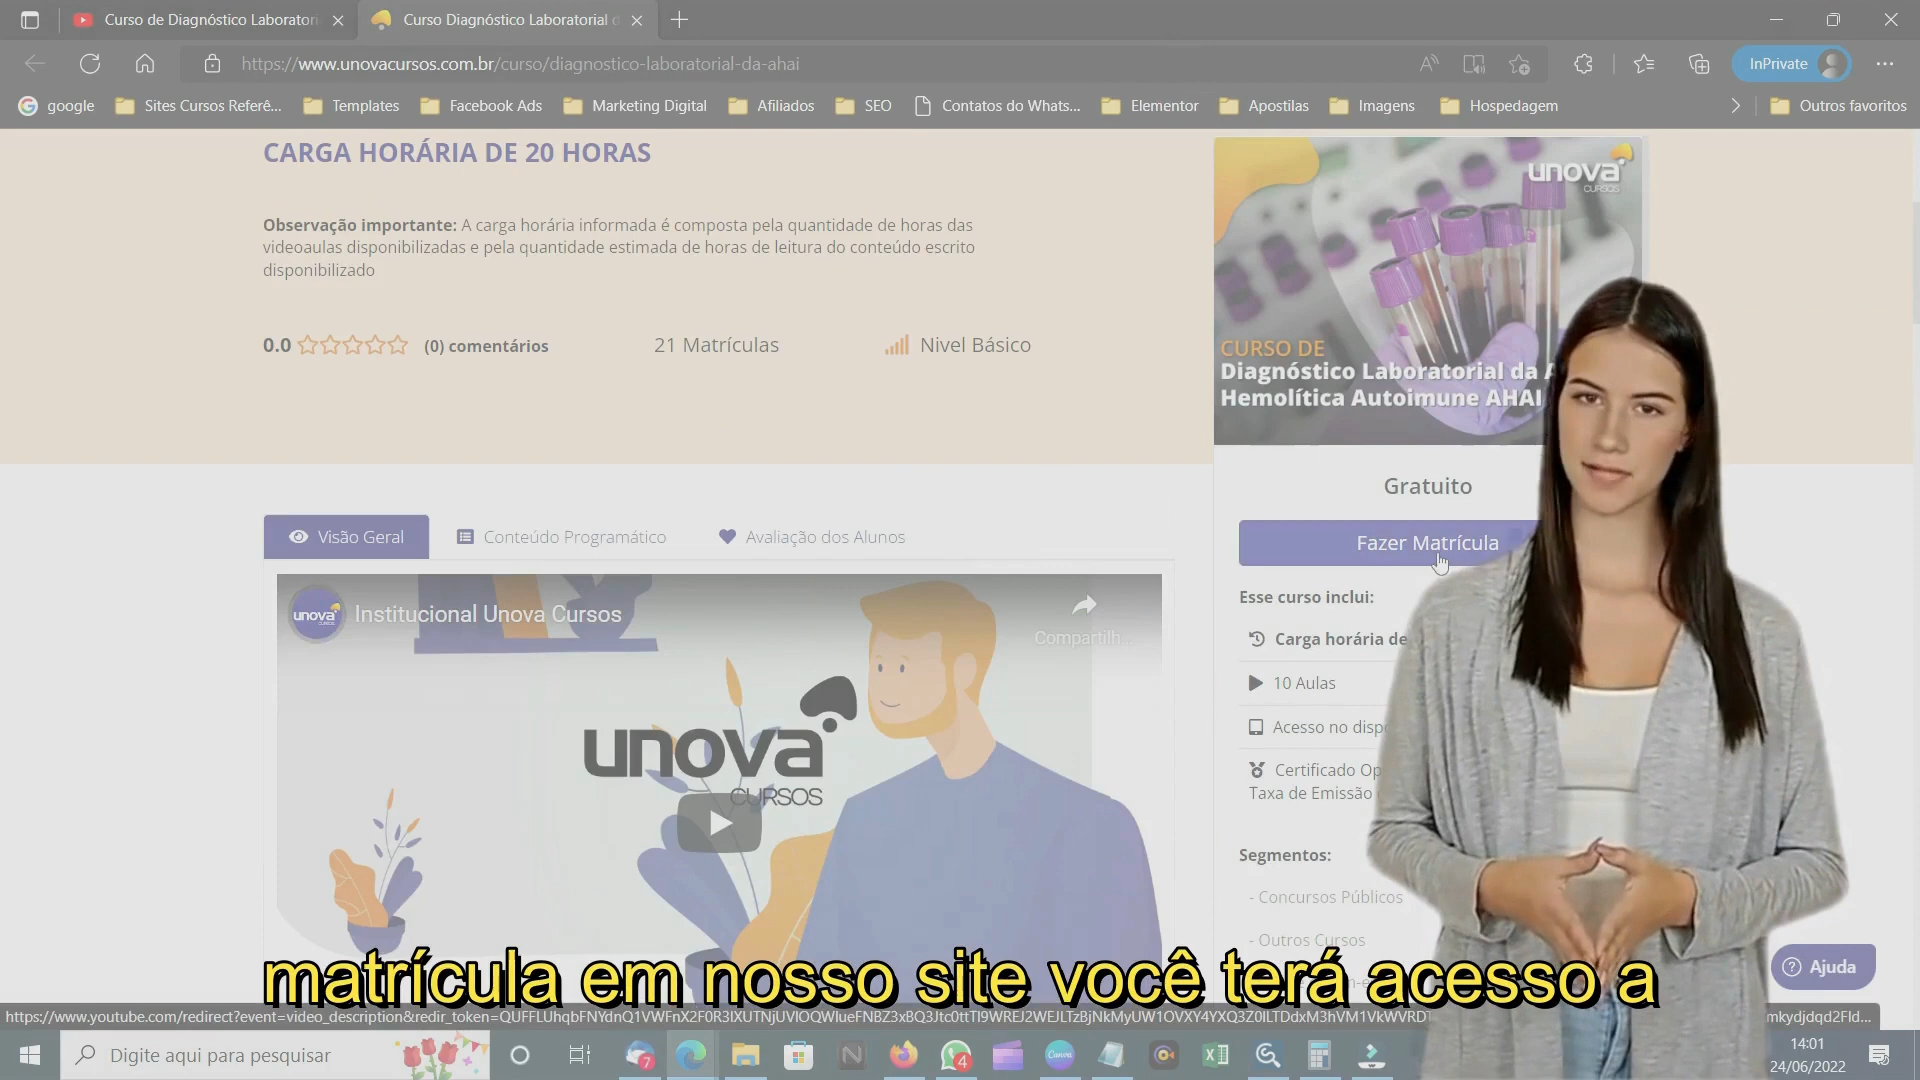 Curso de Diagnóstico Laboratori
Curso Diagnóstico Laboratorial d
https://www.unovacursos.com.br/curso/diagnostico-laboratorial-da-ahai
InPrivate
google
Sites Cursos Referê...
Templates
Facebook Ads
Marketing Digital
Afiliados
SEO
Contatos do Whats...
Elementor
Apostilas
Imagens
Hospedagem
Outros favoritos
CARGA HORÁRIA DE 20 HORAS
Observação importante: A carga horária informada é composta pela quantidade de horas das
videoaulas disponibilizadas e pela quantidade estimada de horas de leitura do conteúdo escrito
disponibilizado
0.0 (0) comentários
21 Matrículas
Nivel Básico
unova
CURSOS
CURSO DE
Diagnóstico Laboratorial da A
Hemolítica Autoimune AHAI
Gratuito
Fazer Matrícula
Esse curso inclui:
Carga horária de
10 Aulas
Acesso no disp
Certificado Op
Taxa de Emissão
Segmentos:
- Concursos Públicos
- Outros Cursos
Visão Geral
Conteúdo Programático
Avaliação dos Alunos
unova
Institucional Unova Cursos
Compartilh...
unova
CURSOS
matrícula em nosso site você terá acesso a
Ajuda
Digite aqui para pesquisar
7
4
Canva
14:01
24/06/2022